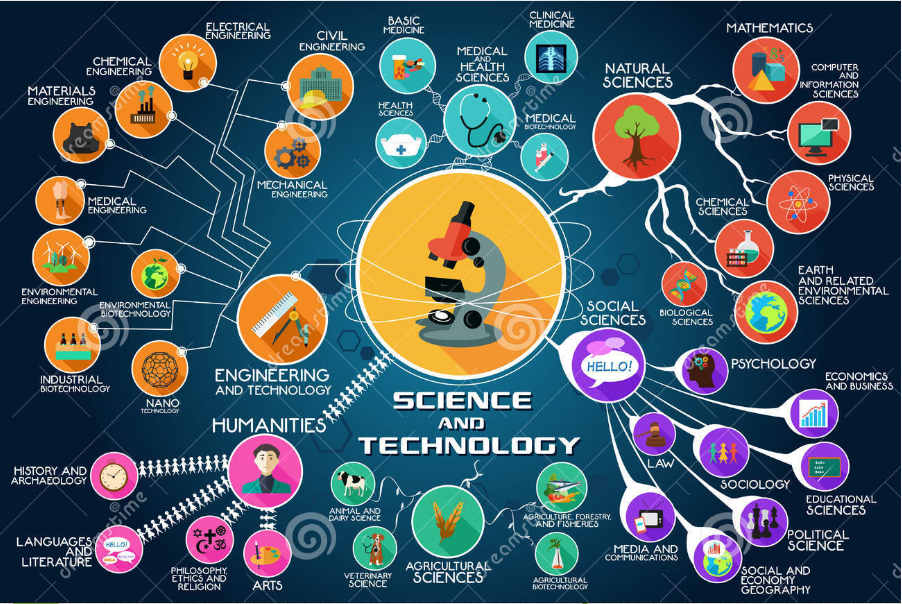 ELECTRICAL
ENGINEERING
CHEMICAL
ENGINEERING
MATERIALS
ENGINEERING
CIVIL
ENGINEERING
MECHANICAL
ENGINEERING
MEDICAL
ENGINEERING
ENVIRONMENTAL
ENGINEERING
ENVIRONMENTAL
BIOTECHNOLOGY
INDUSTRIAL
BIOTECHNOLOGY
NANO
TECHNOLOGY
ENGINEERING
AND TECHNOLOGY
BASIC
MEDICINE
CLINICAL
MEDICINE
MEDICAL
AND
HEALTH
SCIENCES
HEALTH
SCIENCES
MEDICAL
BIOTECHNOLOGY
NATURAL
SCIENCES
MATHEMATICS
COMPUTER
AND
INFORMATION
SCIENCES
PHYSICAL
SCIENCES
CHEMICAL
SCIENCES
BIOLOGICAL
SCIENCES
EARTH
AND RELATED
ENVIRONMENTAL
SCIENCES
SCIENCE
AND
TECHNOLOGY
SOCIAL
SCIENCES
HELLO!
PSYCHOLOGY
ECONOMICS
AND BUSINESS
LAW
SOCIOLOGY
EDUCATIONAL
SCIENCES
POLITICAL
SCIENCE
MEDIA AND
COMMUNICATIONS
SOCIAL AND
ECONOMY
GEOGRAPHY
HUMANITIES
HISTORY AND
ARCHAEOLOGY
LANGUAGES
AND
LITERATURE
HELLO!
PHILOSOPHY,
ETHICS AND
RELIGION
ARTS
ANIMAL AND
DAIRY SCIENCE
VETERINARY
SCIENCE
AGRICULTURAL
SCIENCES
AGRICULTURE, FORESTRY,
AND FISHERIES
AGRICULTURAL
BIOTECHNOLOGY
dreamstime